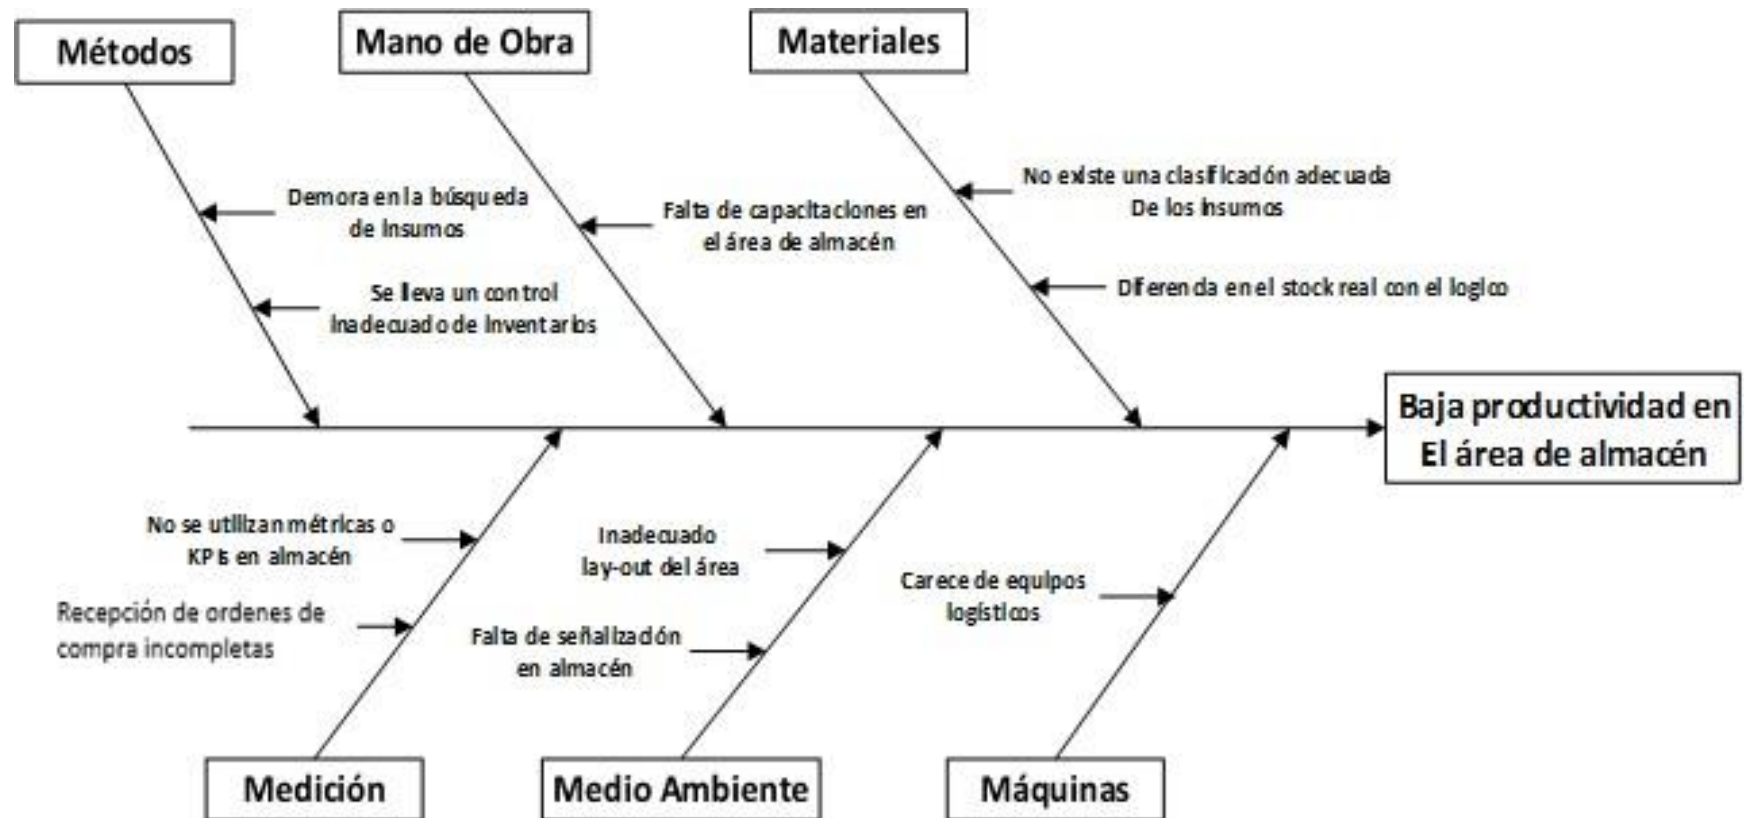 Métodos
Mano de Obra
Materiales
Demora en la búsqueda
de Insumos
Se lleva un control
Inadecuado de Inventarios
Falta de capacitaciones en
el área de almacén
No existe una clasificación adecuada
De los Insumos
Diferencia en el stock real con el logico
Baja productividad en
El área de almacén
No se utilizan métricas o
KPIs en almacén
Recepción de ordenes de
compra incompletas
Inadecuado
lay-out del área
Falta de señalización
en almacén
Carece de equipos
logísticos
Medición
Medio Ambiente
Máquinas